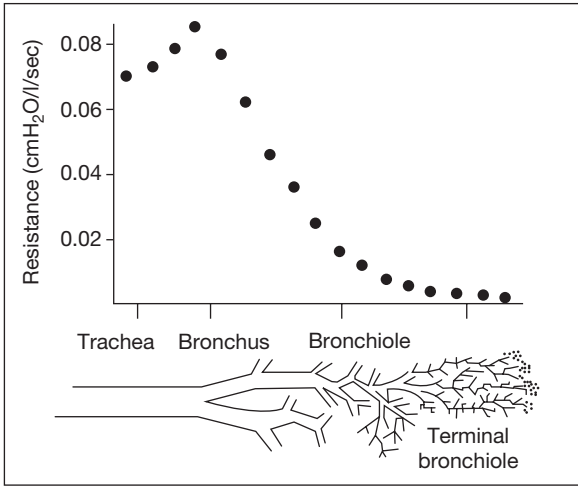 Resistance (cmH₂O/l/sec)
0.08
0.06
0.04
0.02
Trachea Bronchus Bronchiole
Terminal
bronchiole